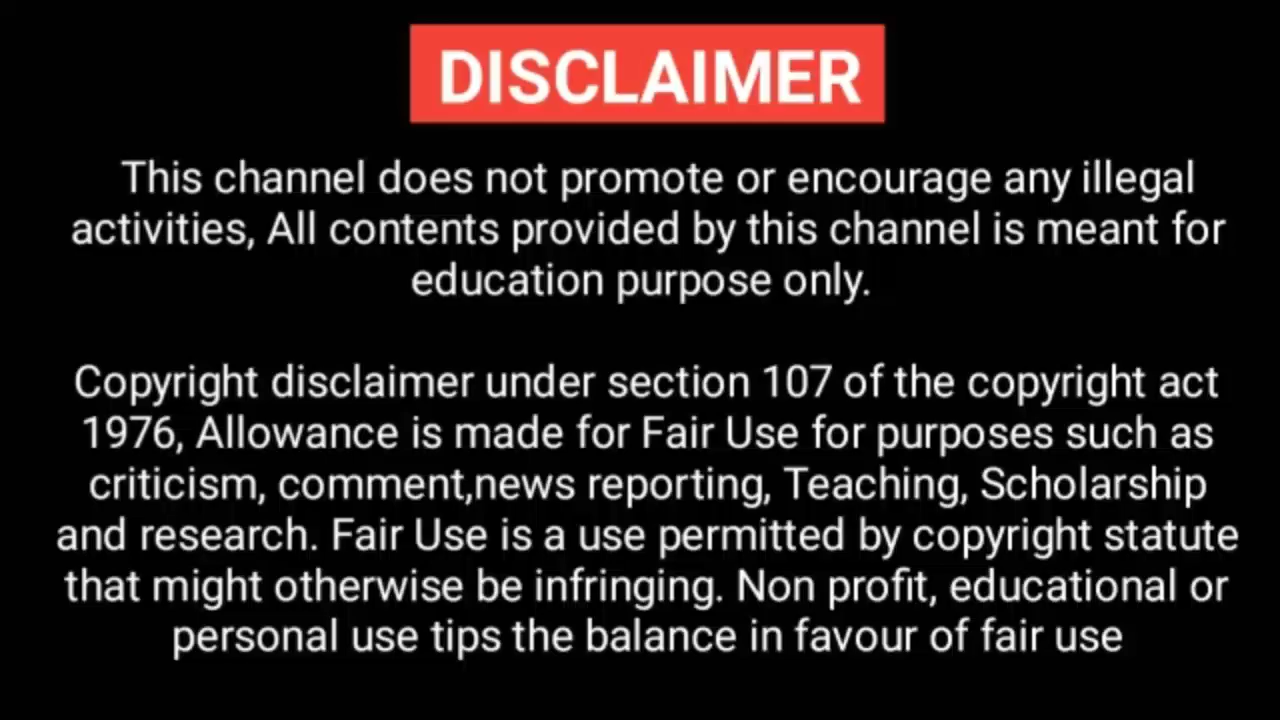 DISCLAIMER
This channel does not promote or encourage any illegal
activities, All contents provided by this channel is meant for
education purpose only.
Copyright disclaimer under section 107 of the copyright act
1976, Allowance is made for Fair Use for purposes such as
criticism, comment,news reporting, Teaching, Scholarship
and research. Fair Use is a use permitted by copyright statute
that might otherwise be infringing. Non profit, educational or
personal use tips the balance in favour of fair use